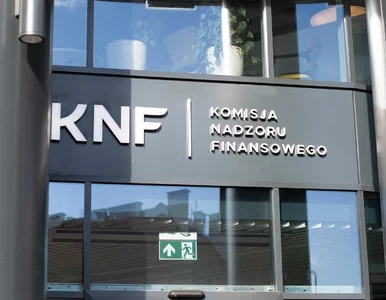 KNF
KOMISJA
NADZORU
FINANSOWEGO